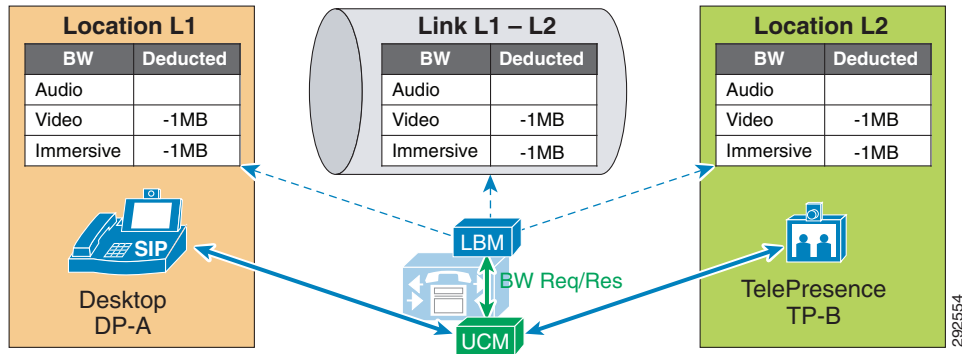 Location L1
BW Deducted
Audio
Video -1MB
Immersive -1MB
SIP
Desktop
DP-A
Link L1 – L2
BW Deducted
Audio
Video -1MB
Immersive -1MB
LBM
BW Req/Res
UCM
Location L2
BW Deducted
Audio
Video -1MB
Immersive -1MB
TelePresence
TP-B
292554